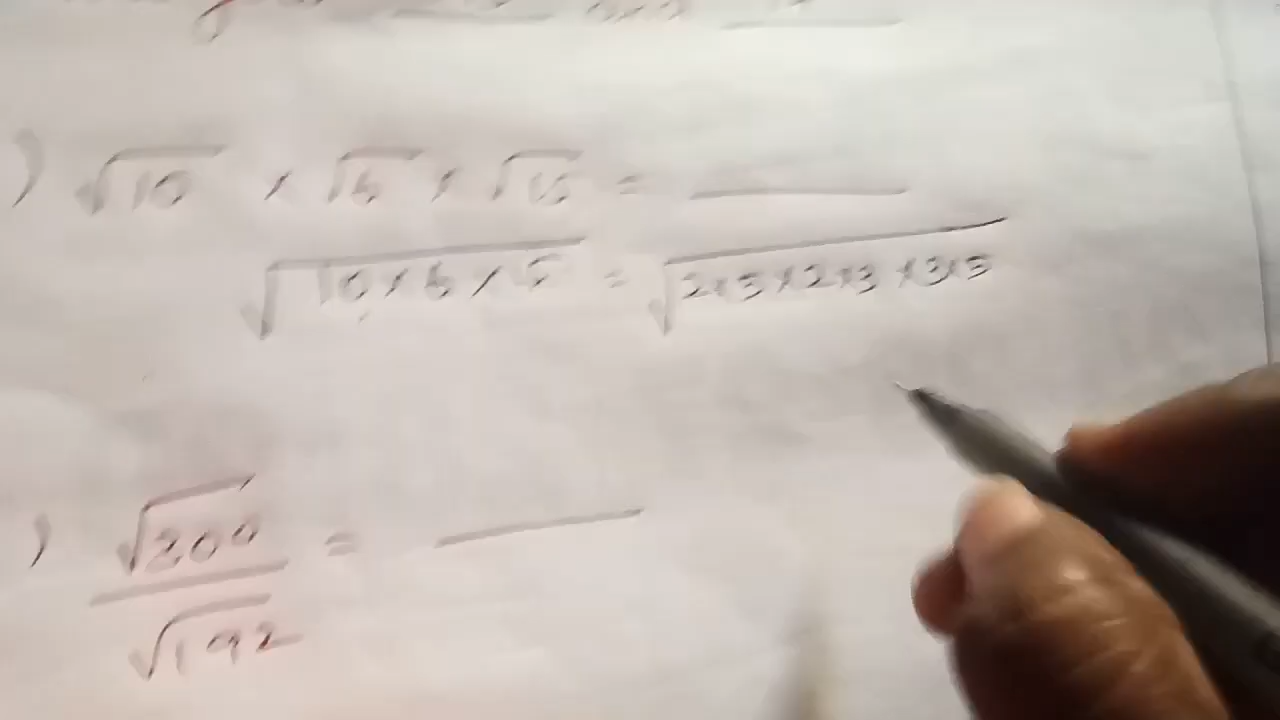 ) √10 × √6 × √15 = ______
√10×6×15 = √2×5×2×3×3×5
) √200 / √192 = ______